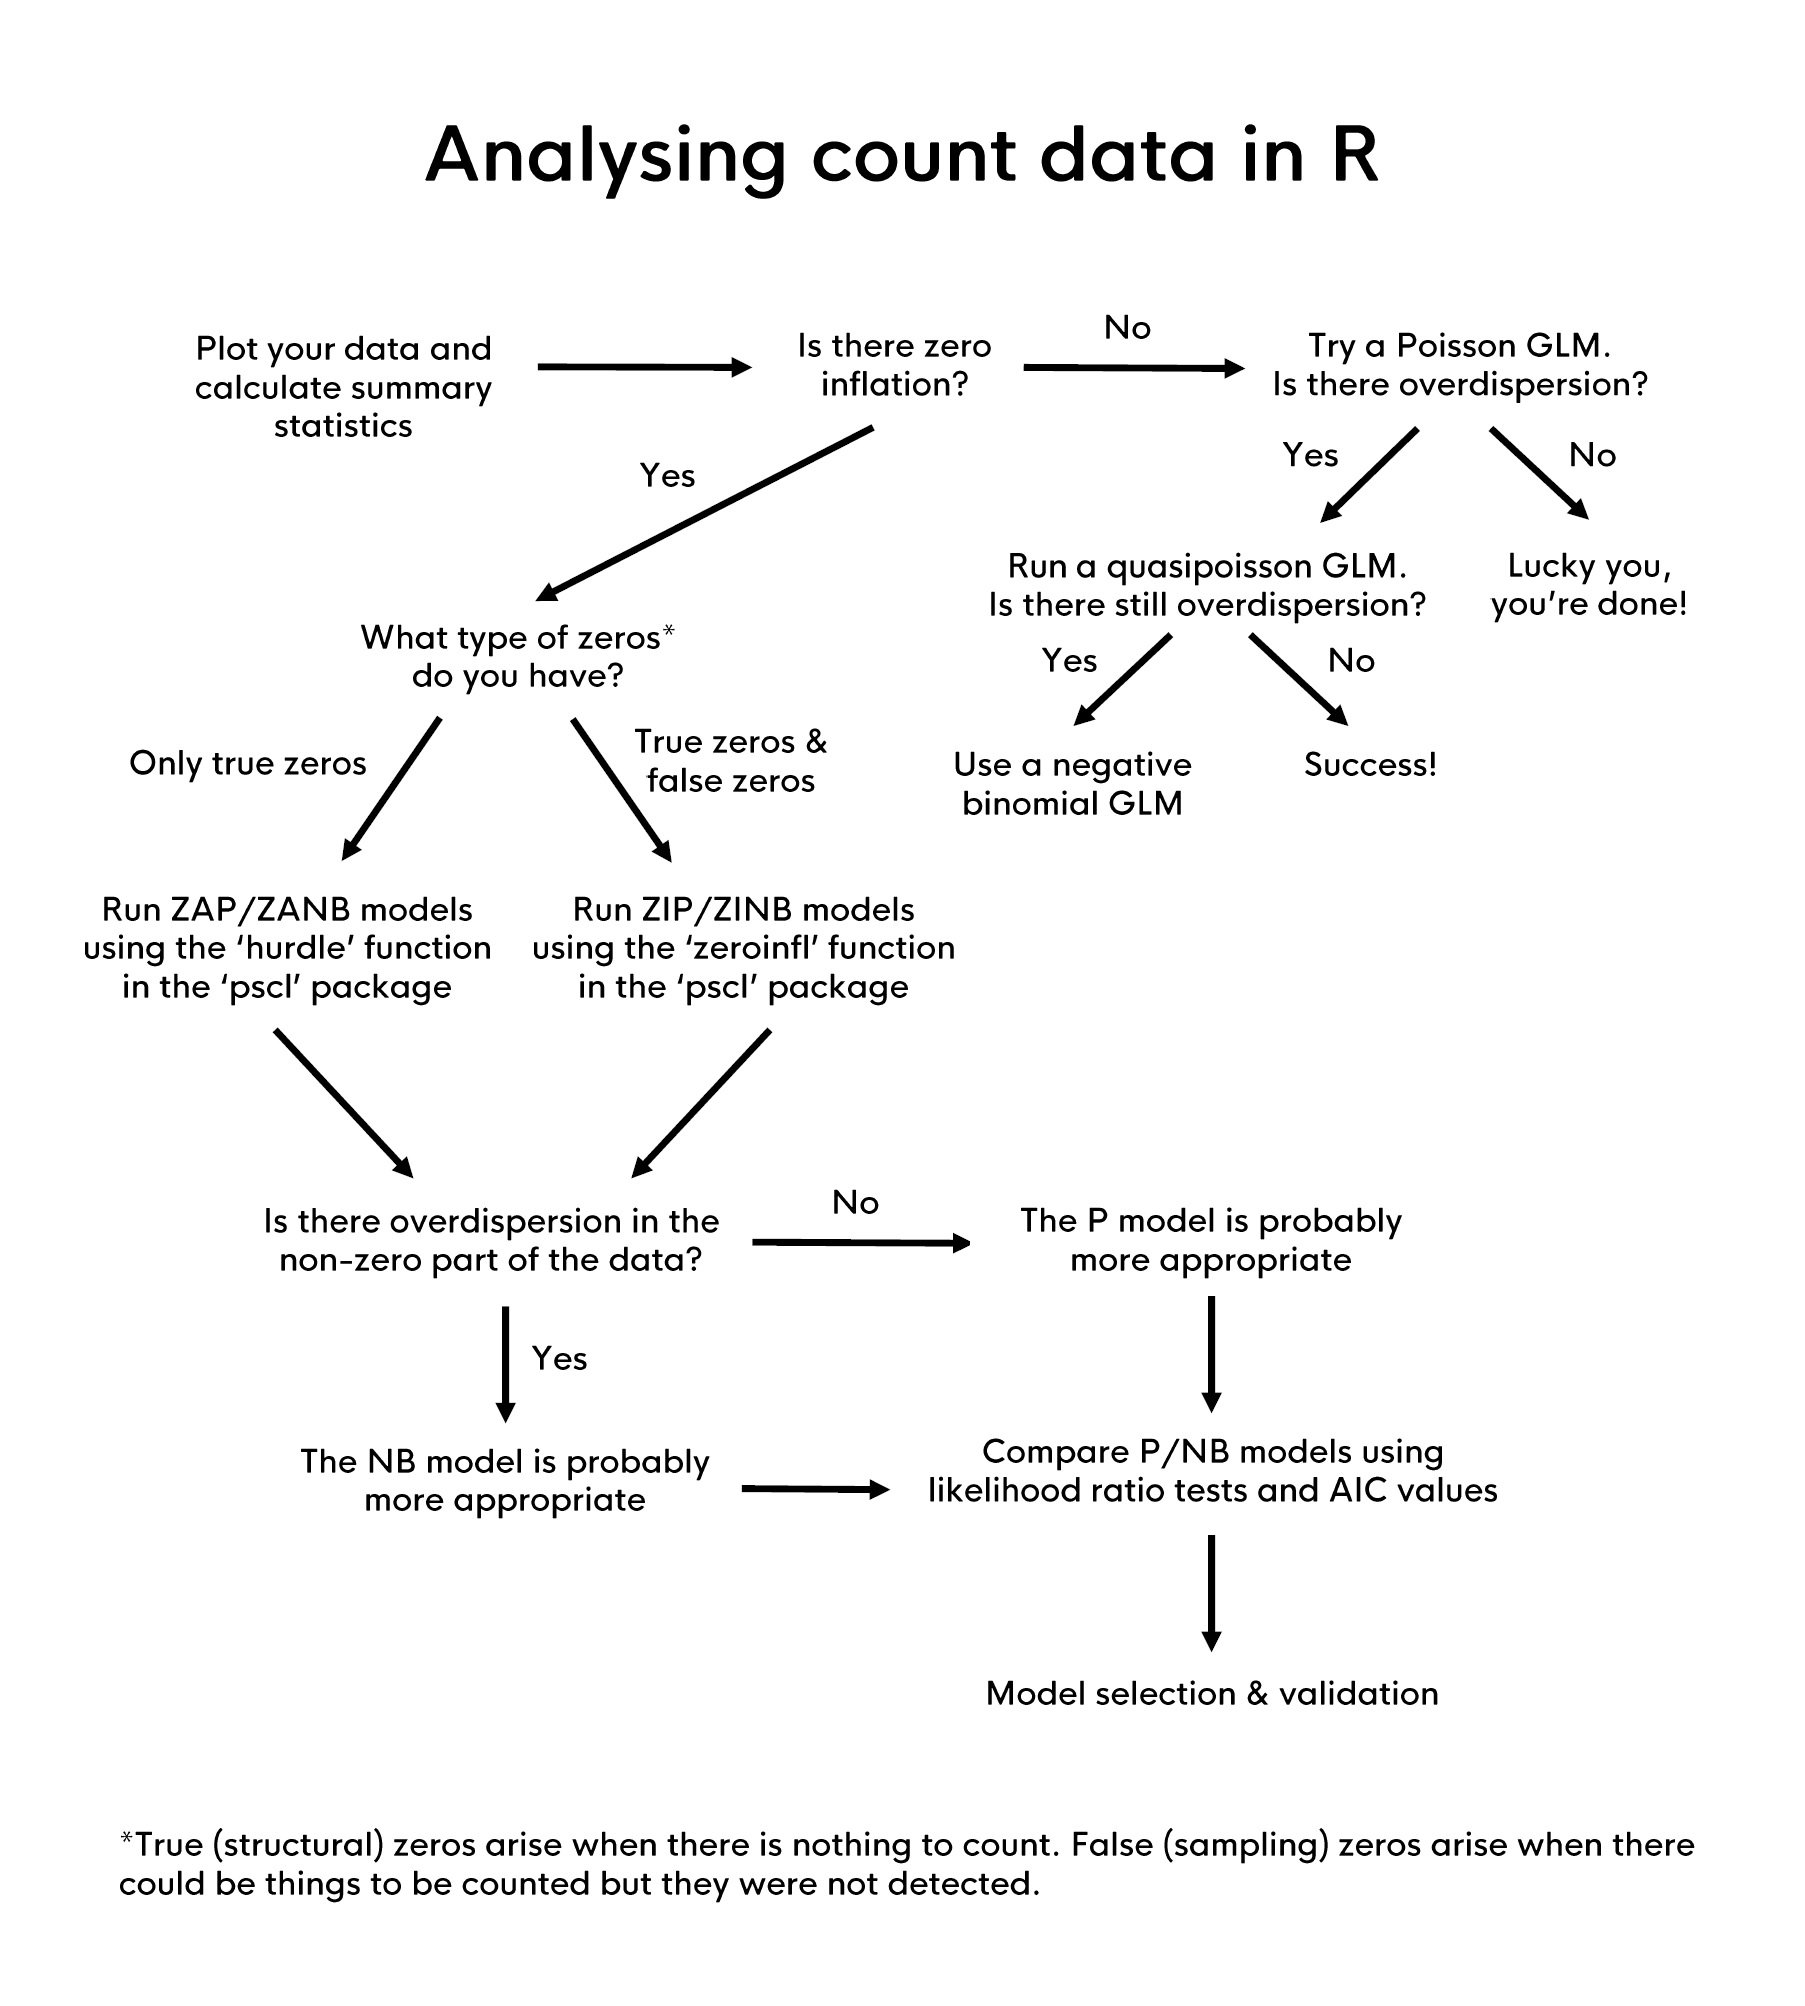 Analysing count data in R
Plot your data and
calculate summary
statistics
Is there zero
inflation?
No
Try a Poisson GLM.
Is there overdispersion?
Yes
No
Yes
Run a quasipoisson GLM.
Is there still overdispersion?
Lucky you,
you're done!
Yes
No
Use a negative
binomial GLM
Success!
What type of zeros*
do you have?
Only true zeros
True zeros &
false zeros
Run ZAP/ZANB models
using the ‘hurdle’ function
in the ‘pscl’ package
Run ZIP/ZINB models
using the ‘zeroinfl’ function
in the ‘pscl’ package
Is there overdispersion in the
non-zero part of the data?
No
The P model is probably
more appropriate
Yes
The NB model is probably
more appropriate
Compare P/NB models using
likelihood ratio tests and AIC values
Model selection & validation
*True (structural) zeros arise when there is nothing to count. False (sampling) zeros arise when there
could be things to be counted but they were not detected.